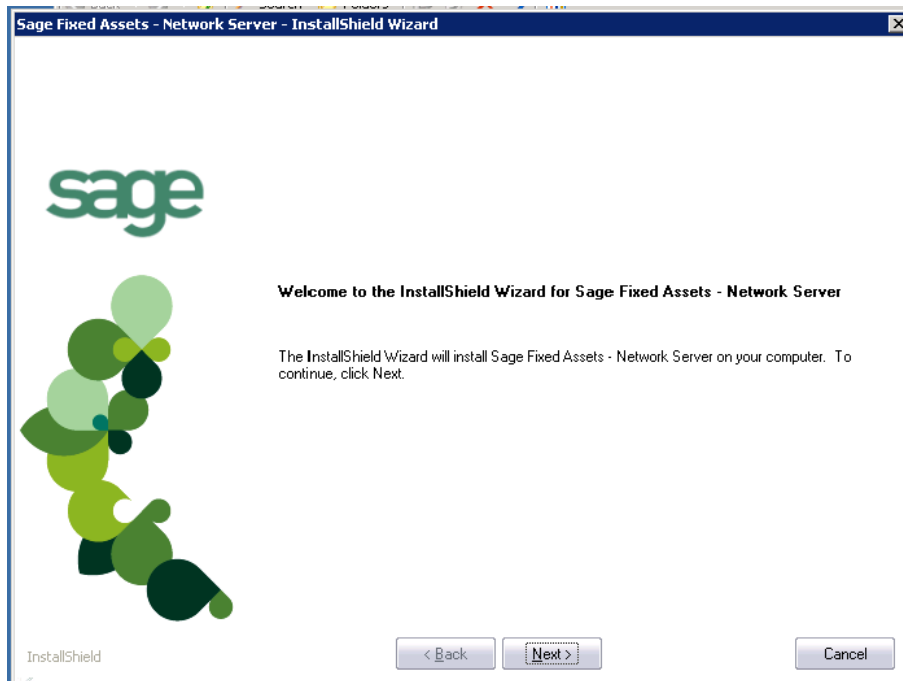 Search Folders
Sage Fixed Assets - Network Server - InstallShield Wizard
sage
Welcome to the InstallShield Wizard for Sage Fixed Assets - Network Server
The InstallShield Wizard will install Sage Fixed Assets - Network Server on your computer. To
continue, click Next.
InstallShield
< Back
Next >
Cancel